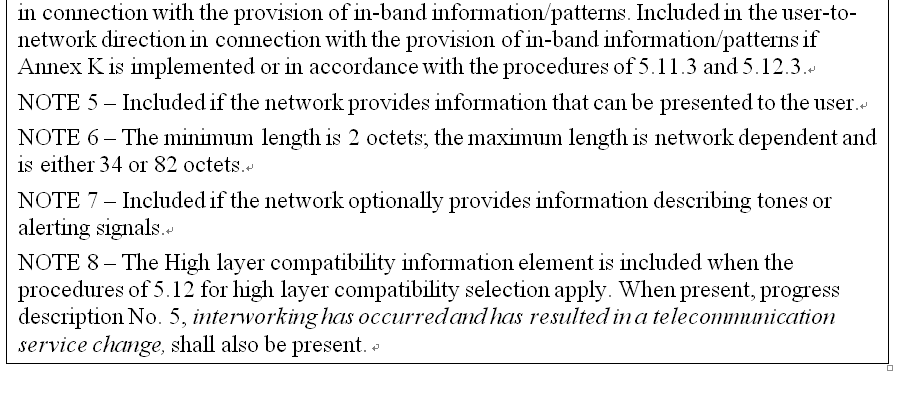 in connection with the provision of in-band information/patterns. Included in the user-to-
network direction in connection with the provision of in-band information/patterns if
Annex K is implemented or in accordance with the procedures of 5.11.3 and 5.12.3.
NOTE 5 – Included if the network provides information that can be presented to the user.
NOTE 6 – The minimum length is 2 octets; the maximum length is network dependent and
is either 34 or 82 octets.
NOTE 7 – Included if the network optionally provides information describing tones or
alerting signals.
NOTE 8 – The High layer compatibility information element is included when the
procedures of 5.12 for high layer compatibility selection apply. When present, progress
description No. 5, interworking has occurred and has resulted in a telecommunication
service change, shall also be present.